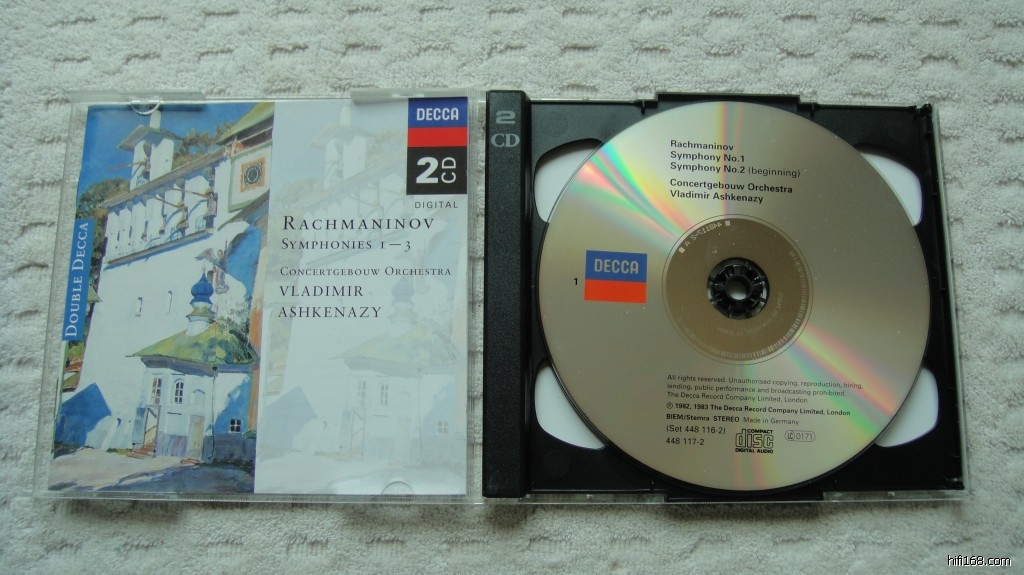 DOUBLE DECCA
DECCA
2CD
DIGITAL
RACHMANINOV
SYMPHONIES 1–3
CONCERTGEBOUW ORCHESTRA
VLADIMIR
ASHKENAZY
2
CD
Rachmaninov
Symphony No.1
Symphony No.2 (beginning)
Concertgebouw Orchestra
Vladimir Ashkenazy
1
DECCA
All rights reserved. Unauthorised copying, reproduction, hiring,
lending, public performance and broadcasting prohibited.
The Decca Record Company Limited, London
℗ 1982, 1983 The Decca Record Company Limited, London
BIEM/Stemra STEREO Made in Germany
(Set 448 116-2)
448 117-2
COMPACT
disc
DIGITAL AUDIO
LC 0171
hifi168.com